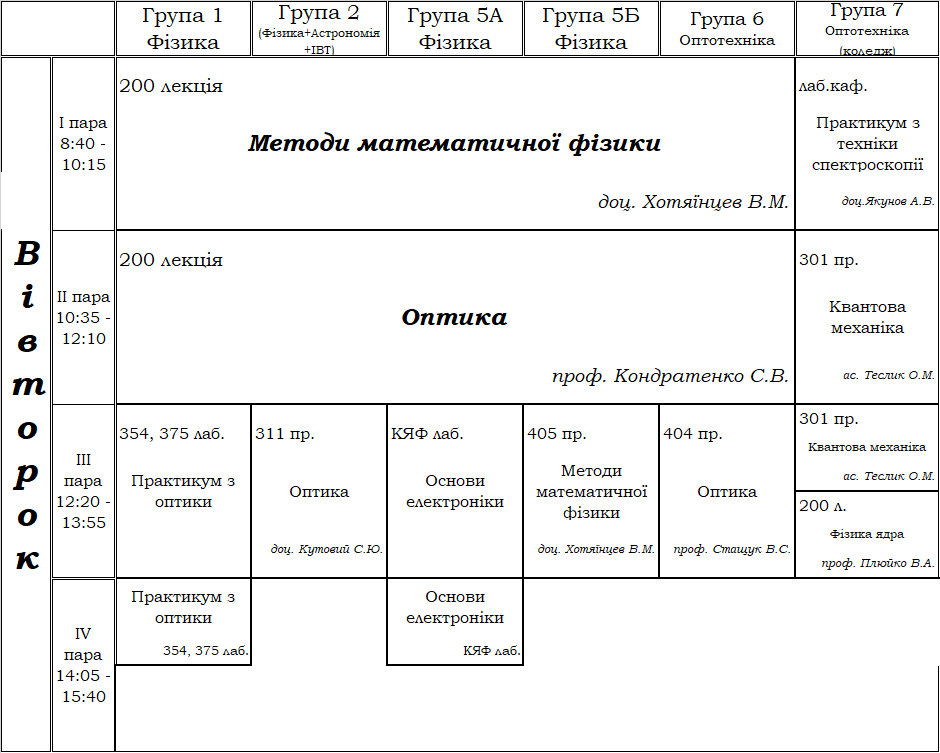 Група 1
Фізика
Група 2
(Фізика+Астрономія
+ІВТ)
Група 5А
Фізика
Група 5Б
Фізика
Група 6
Оптотехніка
Група 7
Оптотехніка
(коледж)
Вівторок
І пара
8:40 -
10:15
200 лекція
Методи математичної фізики
доц. Хотяїнцев В.М.
лаб.каф.
Практикум з
техніки
спектроскопії
доц.Якунов А.В.
ІІ пара
10:35 -
12:10
200 лекція
Оптика
проф. Кондратенко С.В.
301 пр.
Квантова
механіка
ас. Теслик О.М.
ІІІ
пара
12:20 -
13:55
354, 375 лаб.
Практикум з
оптики
311 пр.
Оптика
доц. Кутовий С.Ю.
КЯФ лаб.
Основи
електроніки
405 пр.
Методи
математичної
фізики
доц. Хотяїнцев В.М.
404 пр.
Оптика
проф. Стащук В.С.
301 пр.
Квантова механіка
ас. Теслик О.М.
200 л.
Фізика ядра
проф. Плюйко В.А.
IV
пара
14:05 -
15:40
Практикум з
оптики
354, 375 лаб.
Основи
електроніки
КЯФ лаб.